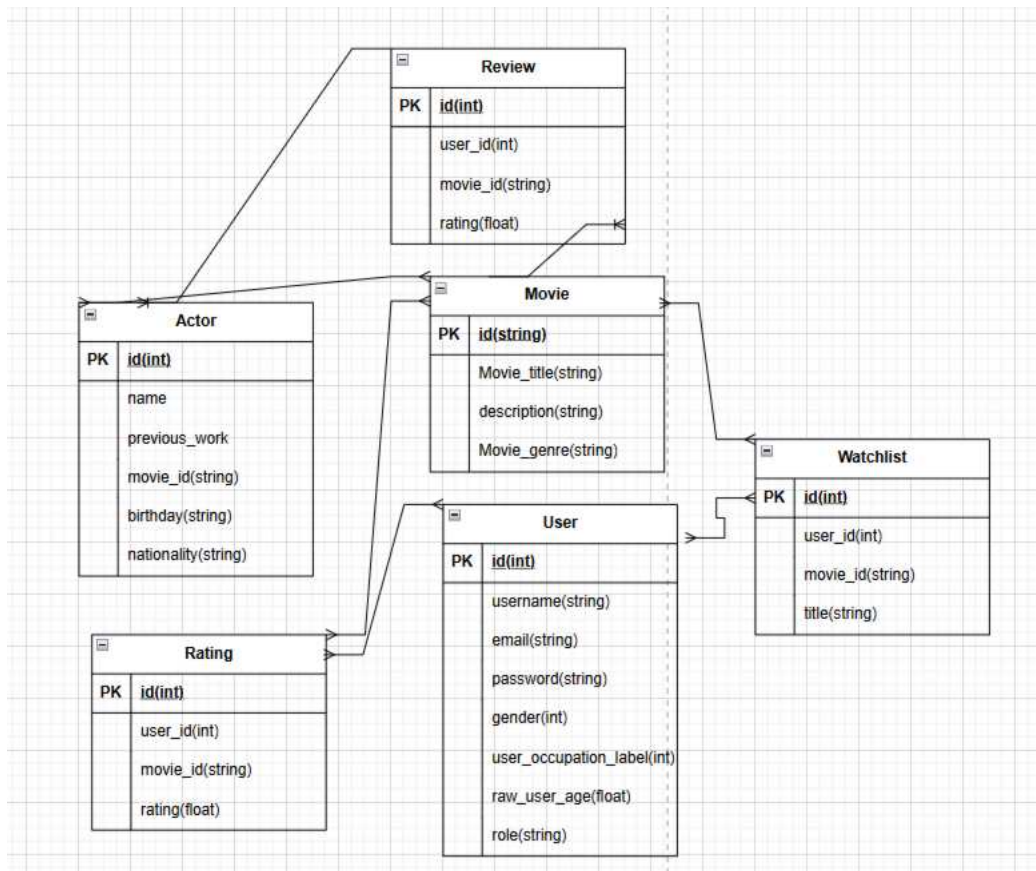 Review
PK id(int)
user_id(int)
movie_id(string)
rating(float)
Movie
PK id(string)
Movie_title(string)
description(string)
Movie_genre(string)
Actor
PK id(int)
name
previous_work
movie_id(string)
birthday(string)
nationality(string)
Watchlist
PK id(int)
user_id(int)
movie_id(string)
title(string)
User
PK id(int)
username(string)
email(string)
password(string)
gender(int)
user_occupation_label(int)
raw_user_age(float)
role(string)
Rating
PK id(int)
user_id(int)
movie_id(string)
rating(float)